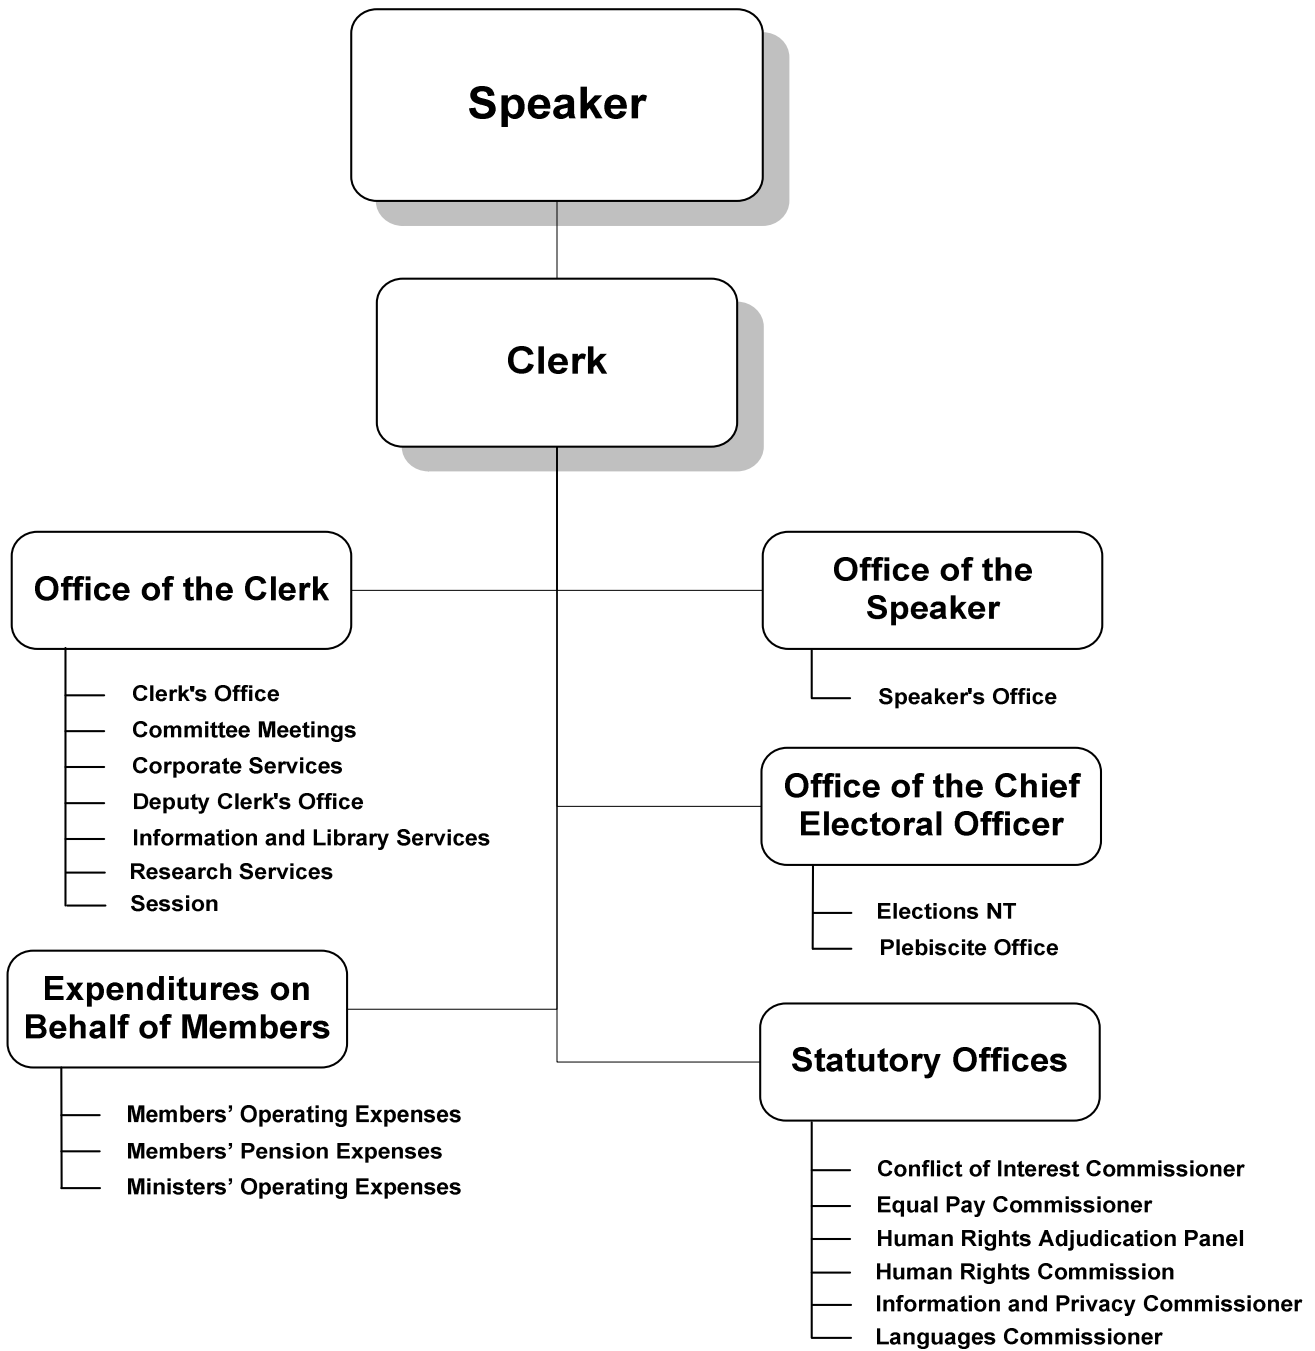 Speaker
Clerk
Office of the Clerk
Clerk's Office
Committee Meetings
Corporate Services
Deputy Clerk's Office
Information and Library Services
Research Services
Session
Expenditures on
Behalf of Members
Members’ Operating Expenses
Members’ Pension Expenses
Ministers’ Operating Expenses
Office of the
Speaker
Speaker's Office
Office of the Chief
Electoral Officer
Elections NT
Plebiscite Office
Statutory Offices
Conflict of Interest Commissioner
Equal Pay Commissioner
Human Rights Adjudication Panel
Human Rights Commission
Information and Privacy Commissioner
Languages Commissioner